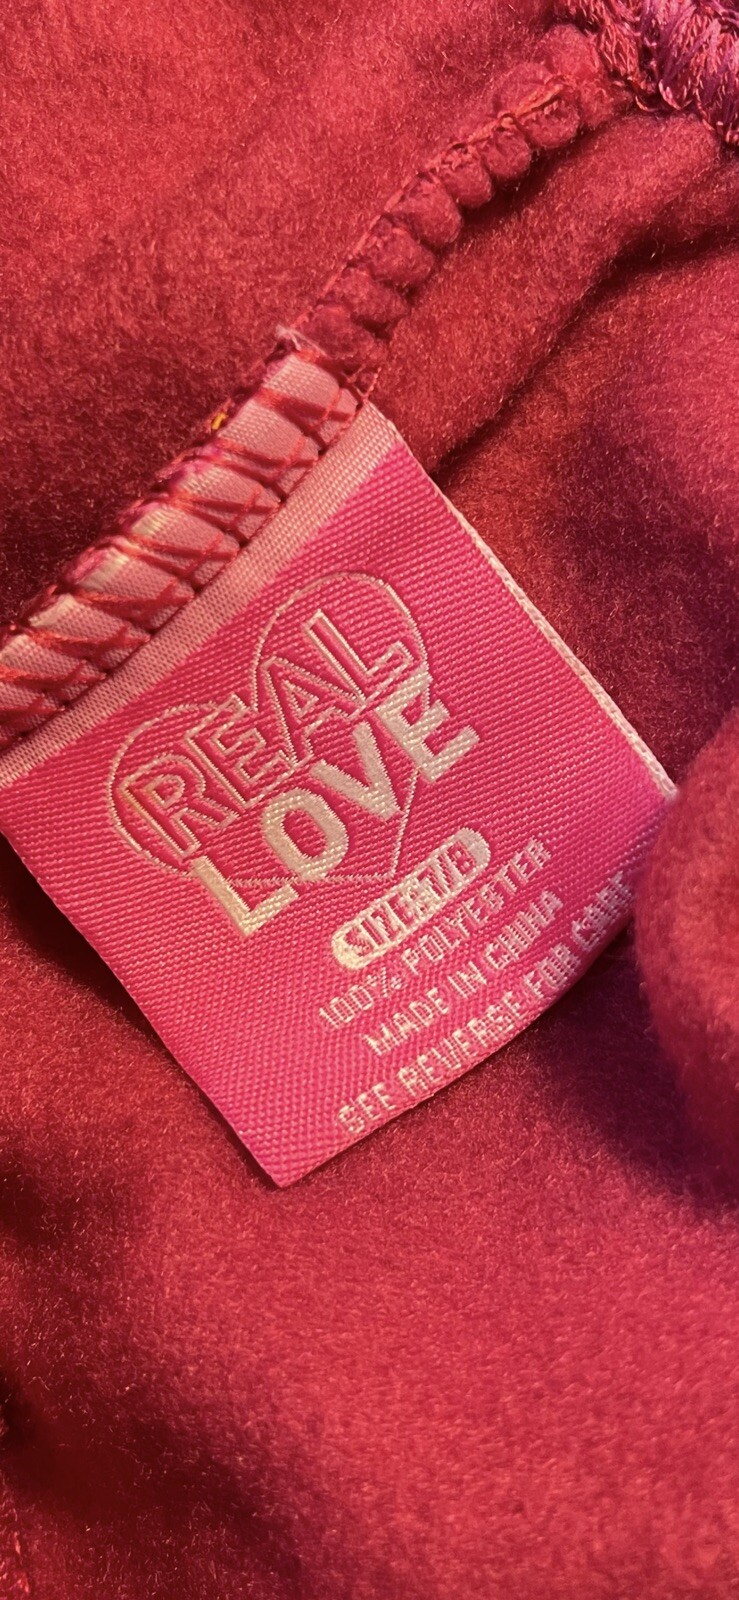 REAL
LOVE
SIZE:7/8
100% POLYESTER
MADE IN CHINA
SEE REVERSE FOR CARE